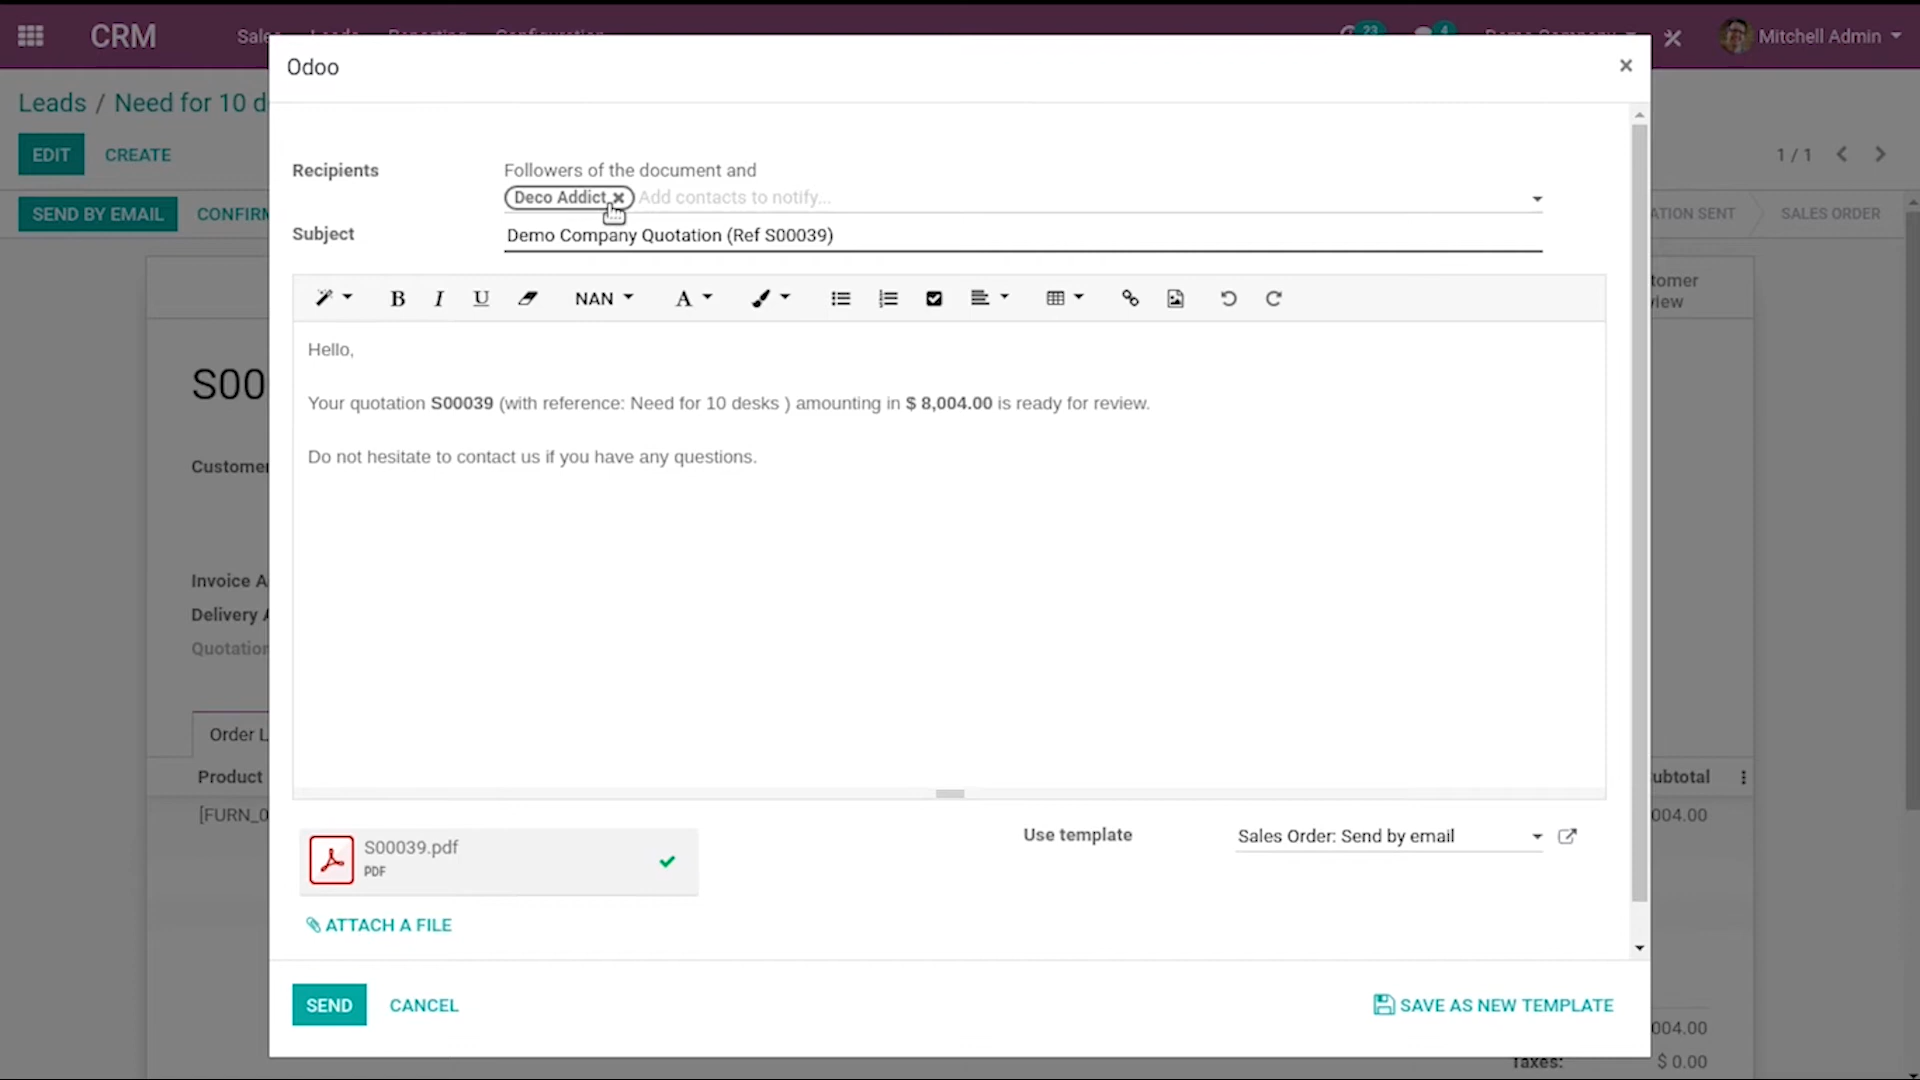 CRM
Mitchell Admin
Odoo
Leads / Need for 10 d
EDIT
CREATE
1 / 1
SEND BY EMAIL
CONFIRM
ATION SENT
SALES ORDER
Recipients
Followers of the document and
Deco Addict
Add contacts to notify...
Subject
Demo Company Quotation (Ref S00039)
NAN
Hello,
Your quotation S00039 (with reference: Need for 10 desks ) amounting in $ 8,004.00 is ready for review.
Do not hesitate to contact us if you have any questions.
S00
Customer
Invoice A
Delivery A
Quotation
Order L
Product
[FURN_0
tomer
iew
ubtotal
004.00
S00039.pdf
PDF
Use template
Sales Order: Send by email
ATTACH A FILE
SEND
CANCEL
SAVE AS NEW TEMPLATE
004.00
Taxes:
$ 0.00